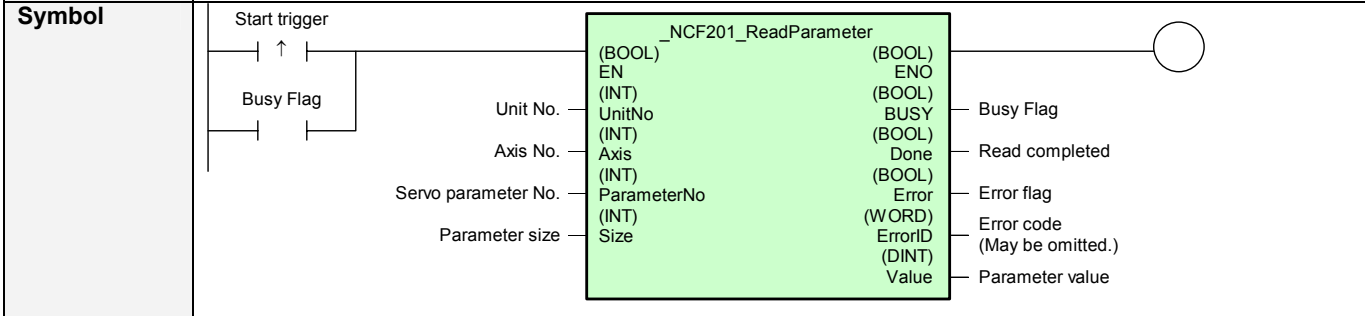 Symbol
Start trigger
↑
Busy Flag
_NCF201_ReadParameter
(BOOL) (BOOL)
EN ENO
(INT) (BOOL)
Unit No. UnitNo BUSY Busy Flag
(INT) (BOOL)
Axis No. Axis Done Read completed
(INT) (BOOL)
Servo parameter No. ParameterNo Error Error flag
(INT) (WORD)
Parameter size Size ErrorID Error code
(May be omitted.)
(DINT)
Value Parameter value